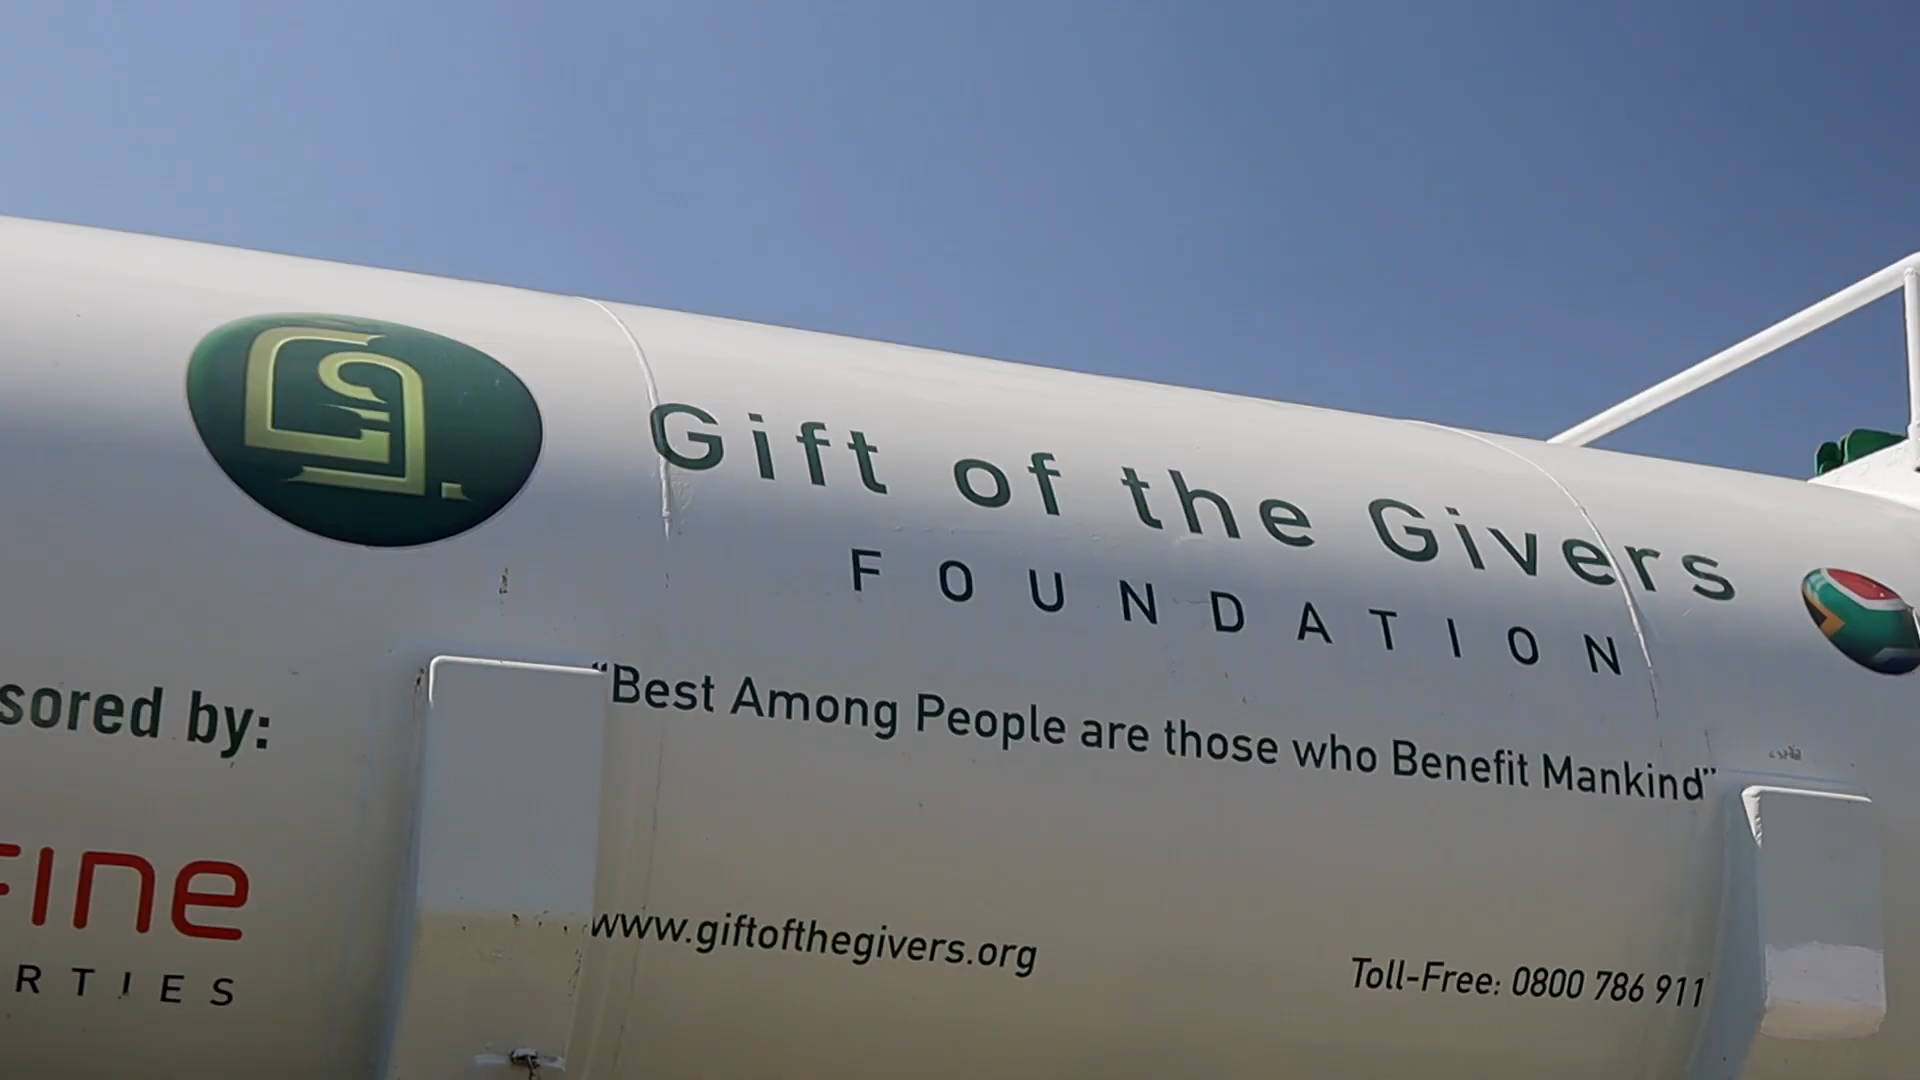 Gift of the Givers
FOUNDATION
"Best Among People are those who Benefit Mankind"
sored by:
FINE
RTIES
www.giftofthegivers.org
Toll-Free: 0800 786 911